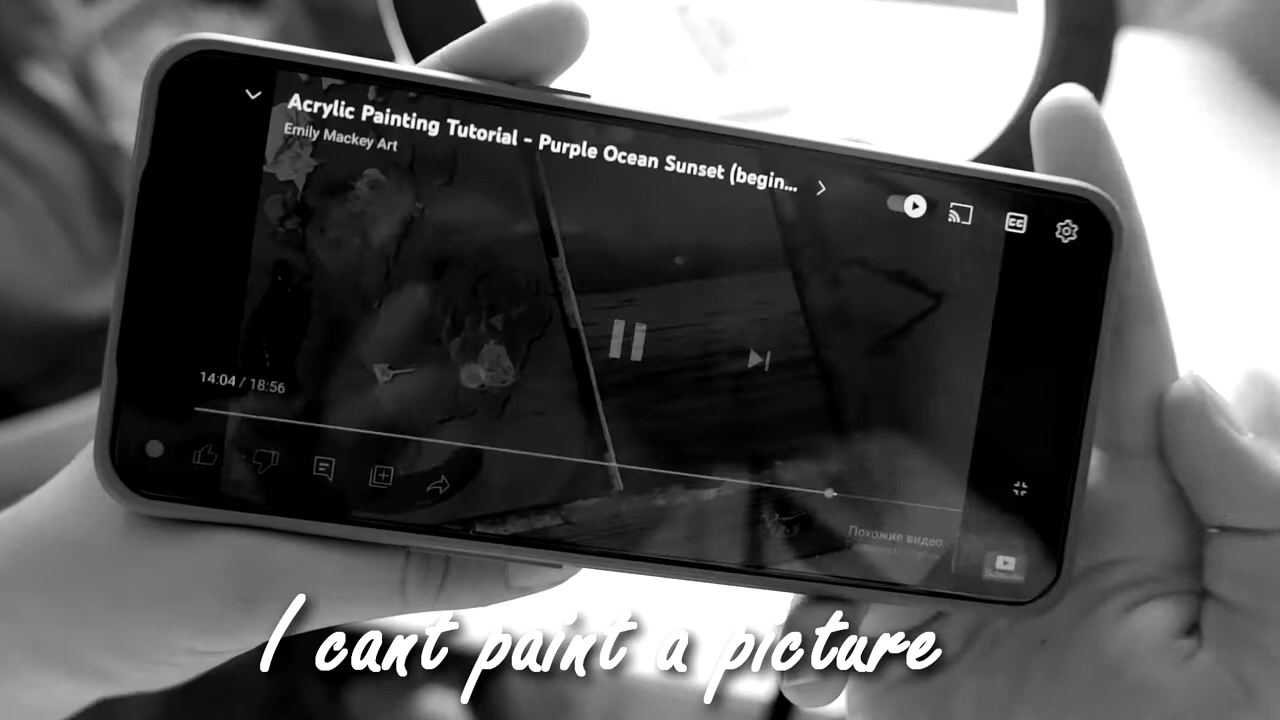 Acrylic Painting Tutorial - Purple Ocean Sunset (begin...
Emily Mackey Art
CC
14:04 / 18:56
Похожие видео
I cant paint a picture